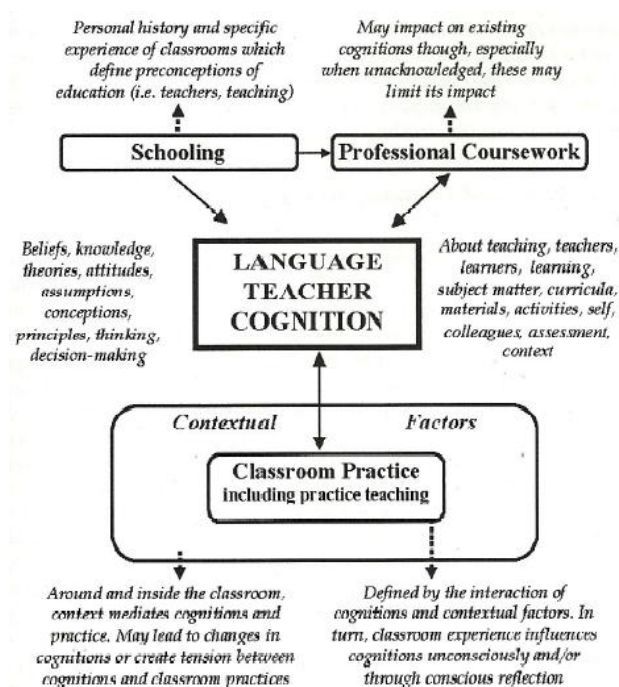 Personal history and specific
experience of classrooms which
define preconceptions of
education (i.e. teachers, teaching)
May impact on existing
cognitions though, especially
when unacknowledged, these may
limit its impact
Schooling
Professional Coursework
Beliefs, knowledge,
theories, attitudes,
assumptions,
conceptions,
principles, thinking,
decision-making
LANGUAGE
TEACHER
COGNITION
About teaching, teachers,
learners, learning,
subject matter, curricula,
materials, activities, self,
colleagues, assessment,
context
Contextual Factors
Classroom Practice
including practice teaching
Around and inside the classroom,
context mediates cognitions and
practice. May lead to changes in
cognitions or create tension between
cognitions and classroom practices
Defined by the interaction of
cognitions and contextual factors. In
turn, classroom experience influences
cognitions unconsciously and/or
through conscious reflection